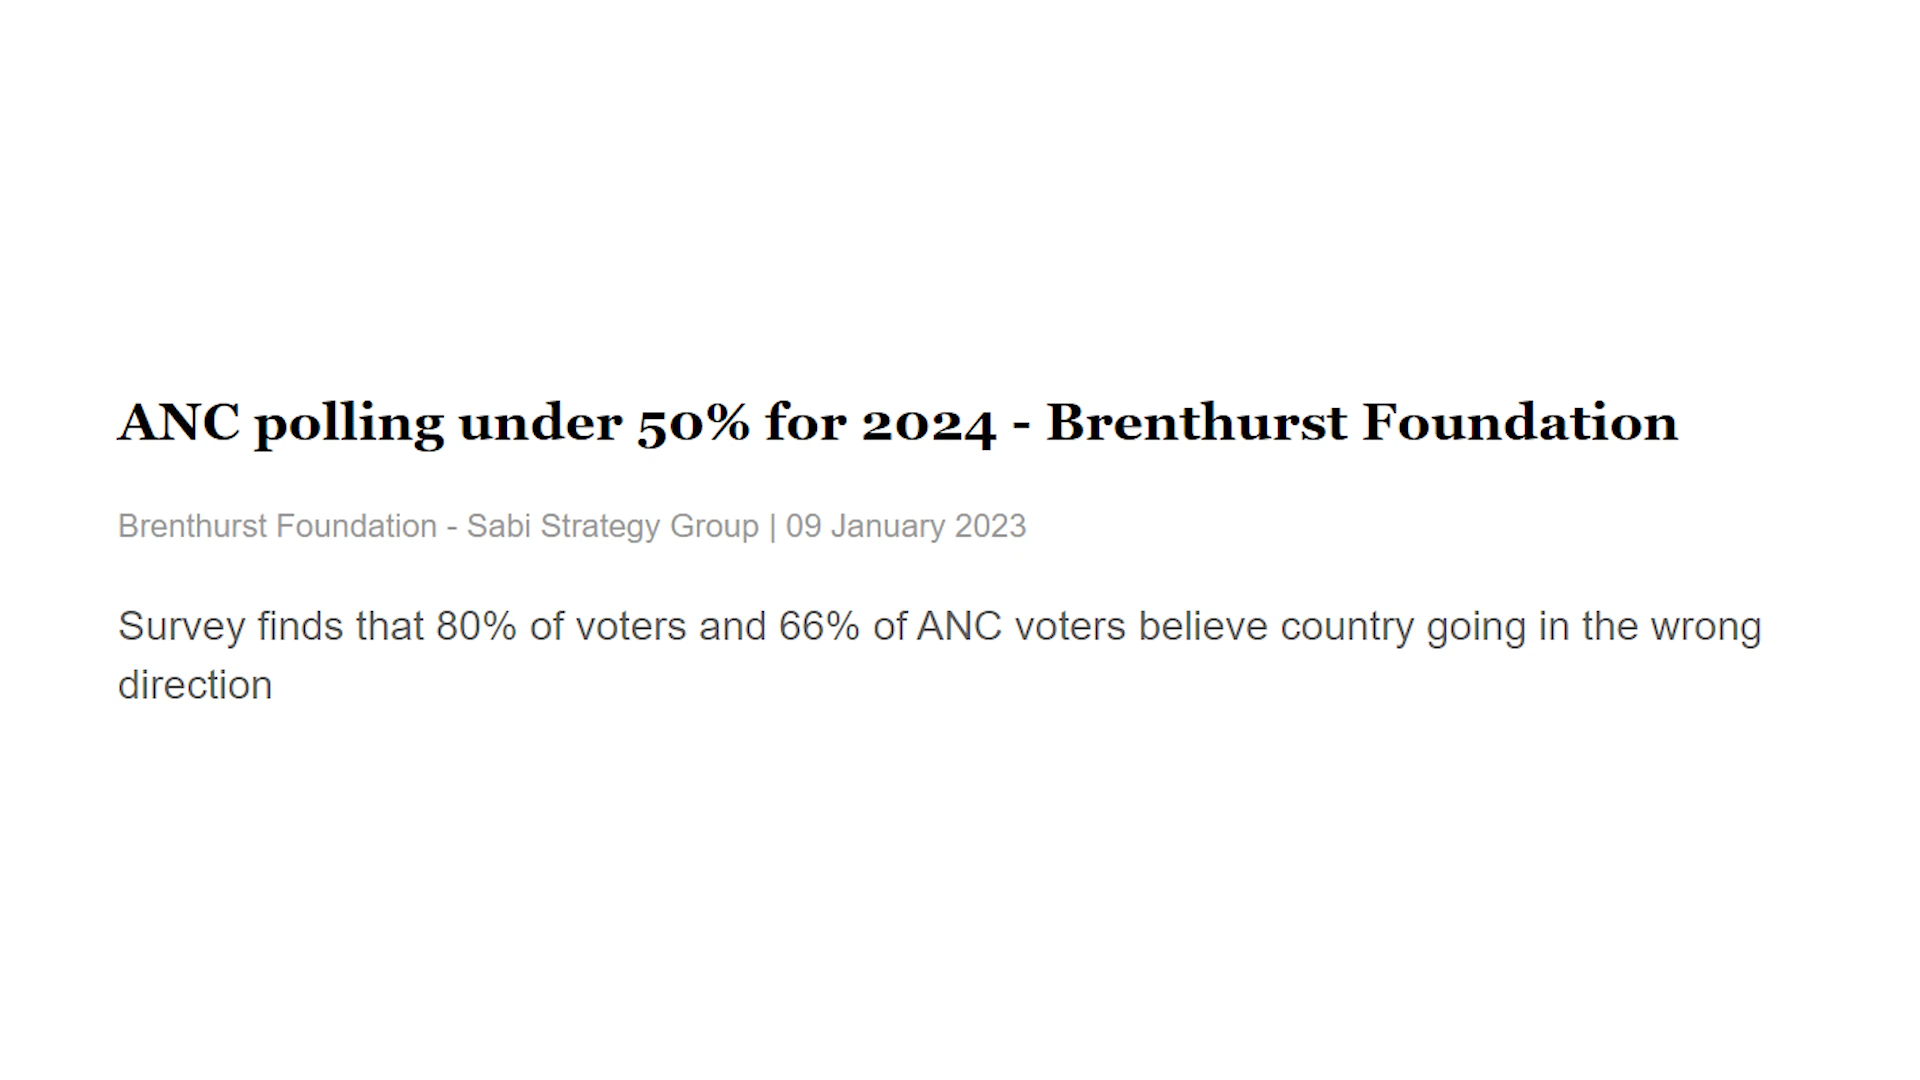 ANC polling under 50% for 2024 - Brenthurst Foundation
Brenthurst Foundation - Sabi Strategy Group | 09 January 2023
Survey finds that 80% of voters and 66% of ANC voters believe country going in the wrong
direction